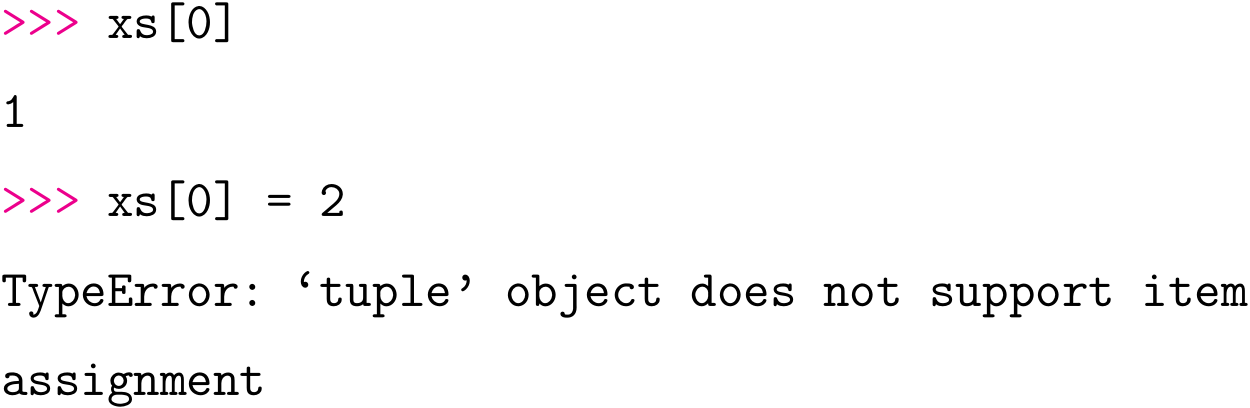 >>> xs[0]
1
>>> xs[0] = 2
TypeError: ‘tuple’ object does not support item
assignment